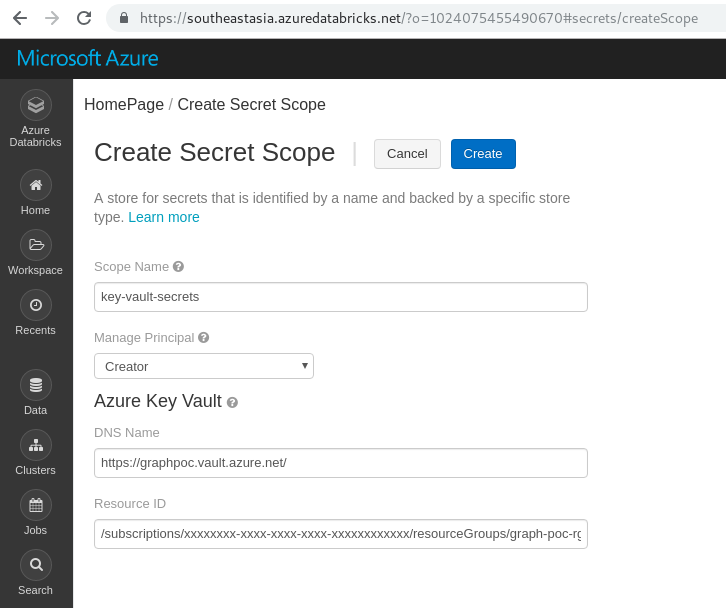 https://southeastasia.azuredatabricks.net/?o=1024075455490670#secrets/createScope
Microsoft Azure
Azure
Databricks
Home
Workspace
Recents
Data
Clusters
Jobs
Search
HomePage / Create Secret Scope
Create Secret Scope | Cancel Create
A store for secrets that is identified by a name and backed by a specific store
type. Learn more
Scope Name ?
key-vault-secrets
Manage Principal ?
Creator
Azure Key Vault ?
DNS Name
https://graphpoc.vault.azure.net/
Resource ID
/subscriptions/xxxxxxxx-xxxx-xxxx-xxxx-xxxxxxxxxxxx/resourceGroups/graph-poc-rg